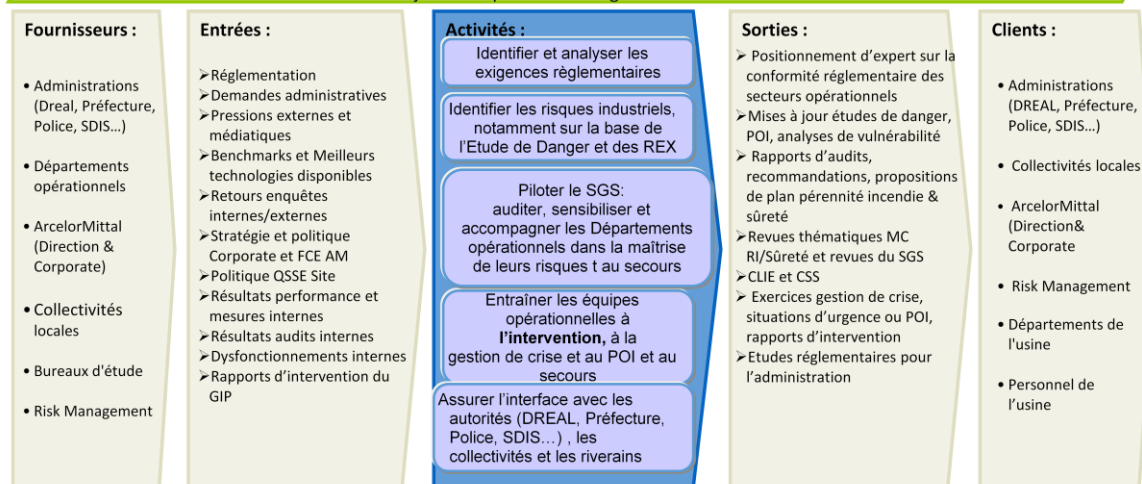 Fournisseurs :
• Administrations
(Dreal, Préfecture,
Police, SDIS...)
• Départements
opérationnels
• ArcelorMittal
(Direction &
Corporate)
• Collectivités
locales
• Bureaux d'étude
• Risk Management
Entrées :
➢Réglementation
➢Demandes administratives
➢Pressions externes et
médiatiques
➢Benchmarks et Meilleurs
technologies disponibles
➢Retours enquêtes
internes/externes
➢Stratégie et politique
Corporate et FCE AM
➢Politique QSSE Site
➢Résultats performance et
mesures internes
➢Résultats audits internes
➢Dysfonctionnements internes
➢Rapports d'intervention du
GIP
Activités :
Identifier et analyser les
exigences règlementaires
Identifier les risques industriels,
notamment sur la base de
l'Etude de Danger et des REX
Piloter le SGS:
auditer, sensibiliser et
accompagner les Départements
opérationnels dans la maîtrise
de leurs risques t au secours
Entraîner les équipes
opérationnelles à
l'intervention, à la
gestion de crise et au POI et au
secours
Assurer l'interface avec les
autorités (DREAL, Préfecture,
Police, SDIS...) , les
collectivités et les riverains
Sorties :
➢ Positionnement d'expert sur la
conformité réglementaire des
secteurs opérationnels
➢Mises à jour études de danger,
POI, analyses de vulnérabilité
➢ Rapports d'audits,
recommandations, propositions
de plan pérennité incendie &
sûreté
➢Revues thématiques MC
RI/Sûreté et revues du SGS
➢CLIE et CSS
➢ Exercices gestion de crise,
situations d'urgence ou POI,
rapports d'intervention
➢Etudes réglementaires pour
l'administration
Clients :
• Administrations
(DREAL, Préfecture,
Police, SDIS...)
• Collectivités locales
• ArcelorMittal
(Direction&
Corporate
• Risk Management
• Départements de
l'usine
• Personnel de
l'usine